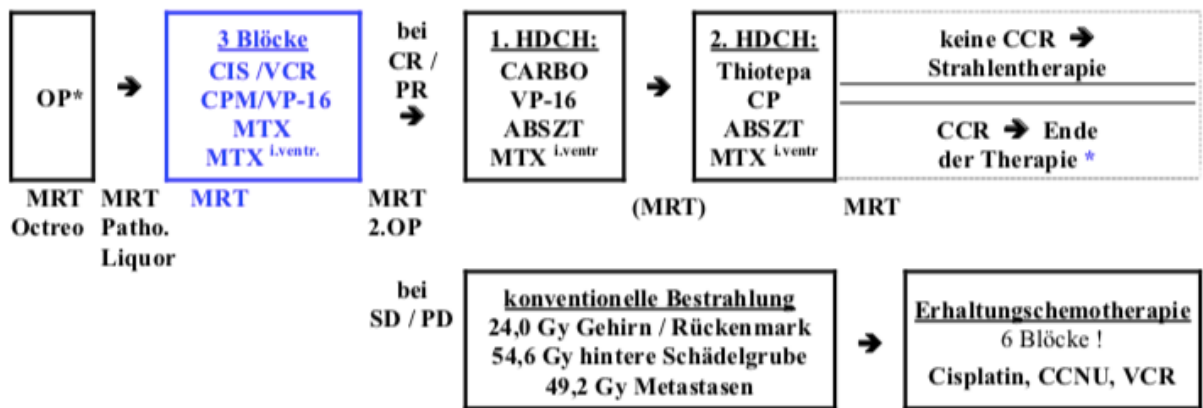 OP* ➔
3 Blöcke
CIS /VCR
CPM/VP-16
MTX
MTX i.ventr.
bei
CR /
PR
➔
1. HDCH:
CARBO
VP-16
ABSZT
MTX i.ventr
➔
2. HDCH:
Thiotepa
CP
ABSZT
MTX i.ventr
keine CCR ➔
Strahlentherapie
CCR ➔ Ende
der Therapie *
MRT
Octreo
MRT
Patho.
Liquor
MRT
MRT
2.OP
(MRT)
MRT
bei
SD / PD
konventionelle Bestrahlung
24,0 Gy Gehirn / Rückenmark
54,6 Gy hintere Schädelgrube
49,2 Gy Metastasen
➔
Erhaltungschemotherapie
6 Blöcke !
Cisplatin, CCNU, VCR